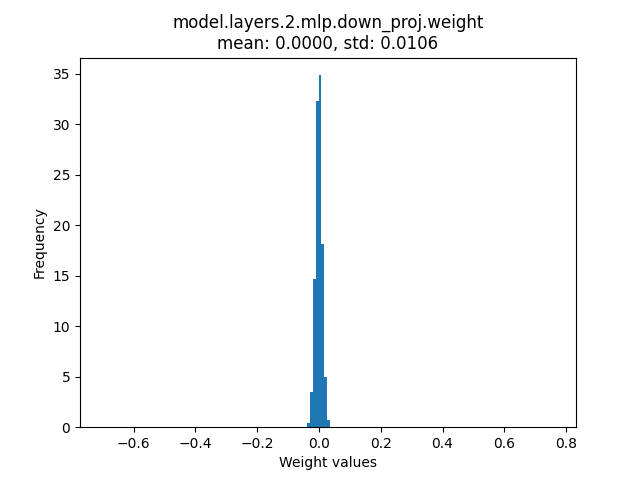 model.layers.2.mlp.down_proj.weight
mean: 0.0000, std: 0.0106
Frequency
35
30
25
20
15
10
5
0
−0.6 −0.4 −0.2 0.0 0.2 0.4 0.6 0.8
Weight values